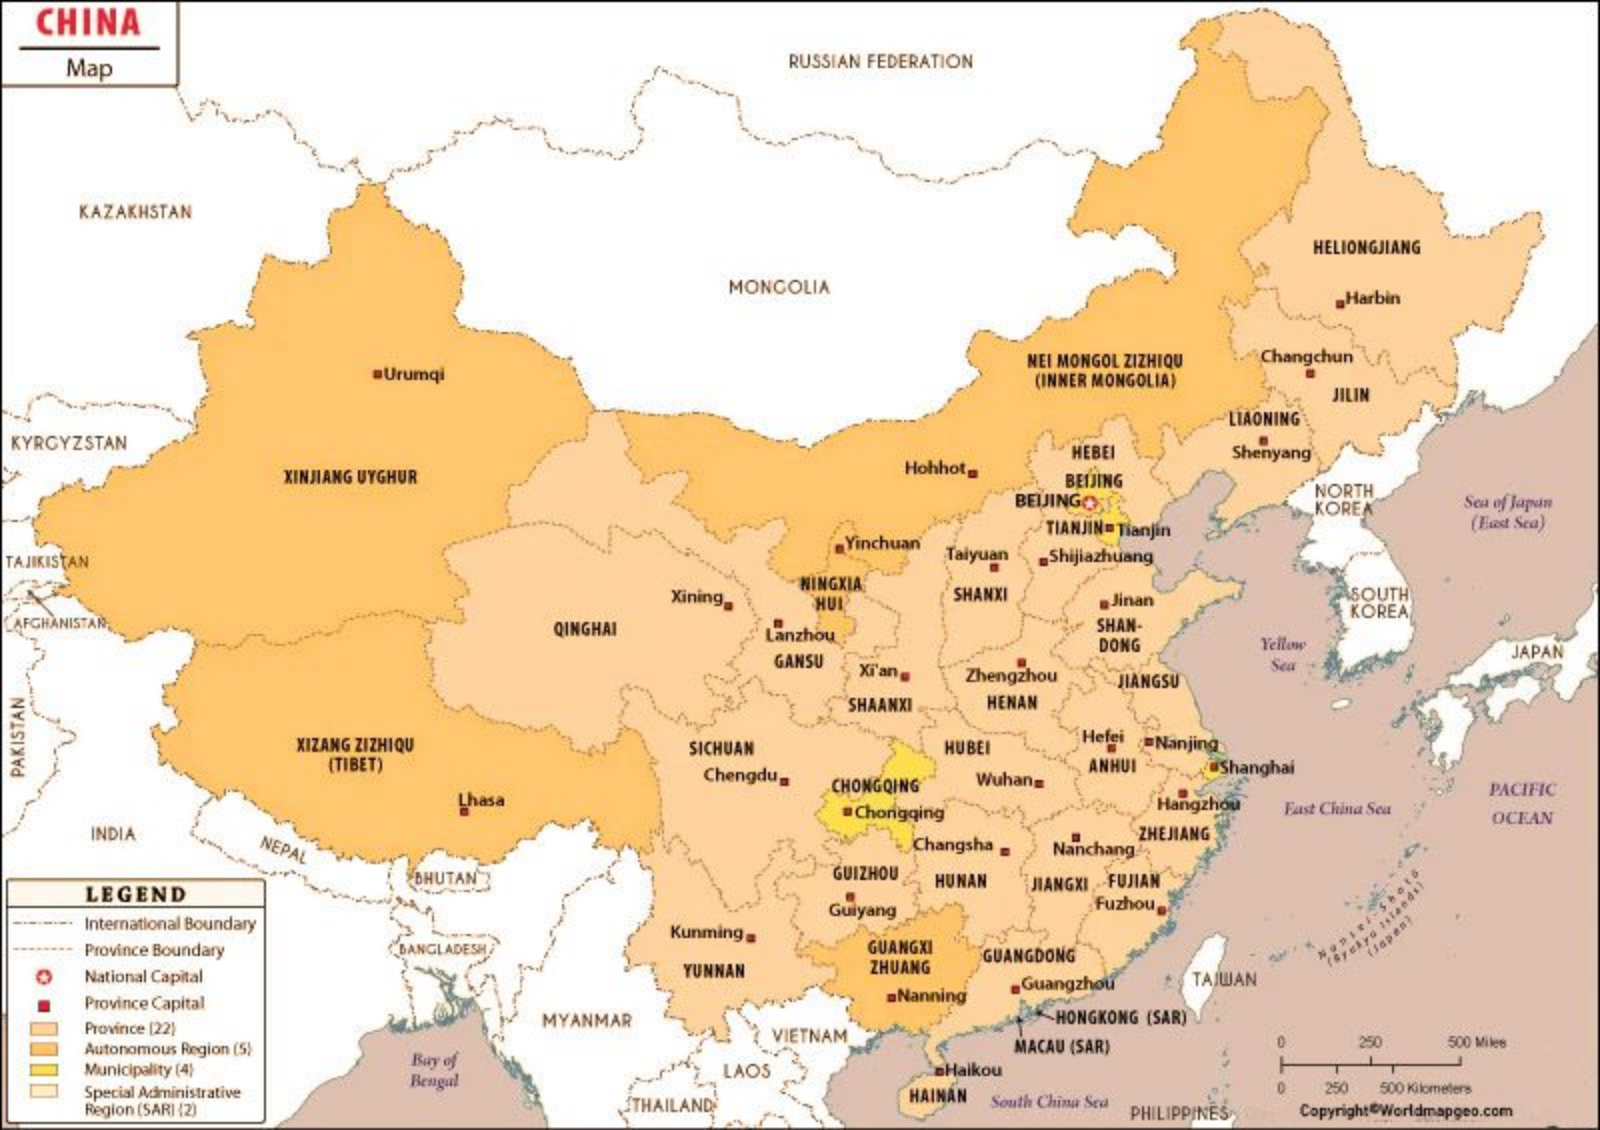 CHINA
Map
RUSSIAN FEDERATION
KAZAKHSTAN
MONGOLIA
HELIONGJIANG
Harbin
Changchun
JILIN
NEI MONGOL ZIZHIQU
(INNER MONGOLIA)
Urumqi
KYRGYZSTAN
XINJIANG UYGHUR
LIAONING
Shenyang
HEBEI
BEIJING
BEIJING
Hohhot
TIANJIN
Tianjin
NORTH
KOREA
Sea of Japan
(East Sea)
TAJIKISTAN
AFGHANISTAN
Yinchuan
Taiyuan
Shijiazhuang
NINGXIA
HUI
SHANXI
Xining
Jinan
SHAN-
DONG
SOUTH
KOREA
QINGHAI
Lanzhou
GANSU
Yellow
Sea
JAPAN
Xi'an
Zhengzhou
HENAN
JIANGSU
SHAANXI
PAKISTAN
XIZANG ZIZHIQU
(TIBET)
Lhasa
SICHUAN
Chengdu
HUBEI
Wuhan
Hefei
ANHUI
Nanjing
Shanghai
CHONGQING
Chongqing
Hangzhou
ZHEJIANG
East China Sea
PACIFIC
OCEAN
INDIA
NEPAL
BHUTAN
Changsha
HUNAN
Nanchang
JIANGXI
FUJIAN
Fuzhou
GUIZHOU
Guiyang
Kunming
YUNNAN
BANGLADESH
GUANGXI
ZHUANG
Nanning
GUANGDONG
Guangzhou
Nansei-Shoto
(Ryukyu Islands)
(Japan)
TAIWAN
HONGKONG (SAR)
MACAU (SAR)
MYANMAR
VIETNAM
LAOS
THAILAND
Haikou
HAINAN
South China Sea
PHILIPPINES
Bay of
Bengal
LEGEND
International Boundary
Province Boundary
National Capital
Province Capital
Province (22)
Autonomous Region (5)
Municipality (4)
Special Administrative
Region (SAR) (2)
0 250 500 Miles
0 250 500 Kilometers
Copyright©Worldmapgeo.com